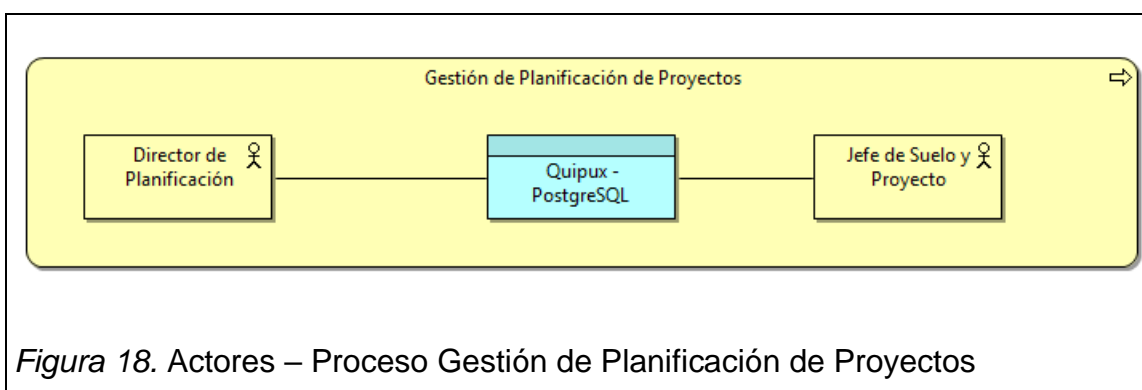 Gestión de Planificación de Proyectos
Director de
Planificación
Quipux -
PostgreSQL
Jefe de Suelo y
Proyecto
Figura 18. Actores – Proceso Gestión de Planificación de Proyectos